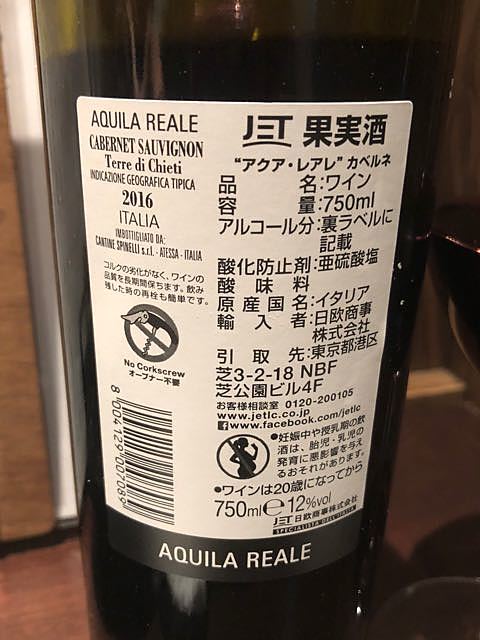 AQUILA REALE
CABERNET SAUVIGNON
Terre di Chieti
INDICAZIONE GEOGRAFICA TIPICA
2016
ITALIA
IMBOTTIGLIATO DA:
CANTINE SPINELLI s.r.l. - ATESSA - ITALIA
コルクの劣化がなく、ワインの
品質を長期間保ちます。飲み
残した時の再栓も簡単です。
No Corkscrew
オープナー不要
8 004129 007089
JET 果実酒
“アクア・レアレ” カベルネ
品名:ワイン
容量:750ml
アルコール分:裏ラベルに
記載
酸化防止剤:亜硫酸塩
酸味料
原産国名:イタリア
輸入者:日欧商事
株式会社
引取先:東京都港区
芝3-2-18 NBF
芝公園ビル4F
お客様相談室 0120-200105
www.jetlc.co.jp
f www.facebook.com/jetlc
●妊娠中や授乳期の飲
酒は、胎児・乳児の
発育に悪影響を与え
るおそれがあります。
●ワインは20歳になってから
750ml e 12%vol
JET 日欧商事株式会社
SPECIALISTA DELL'ITALIA
AQUILA REALE